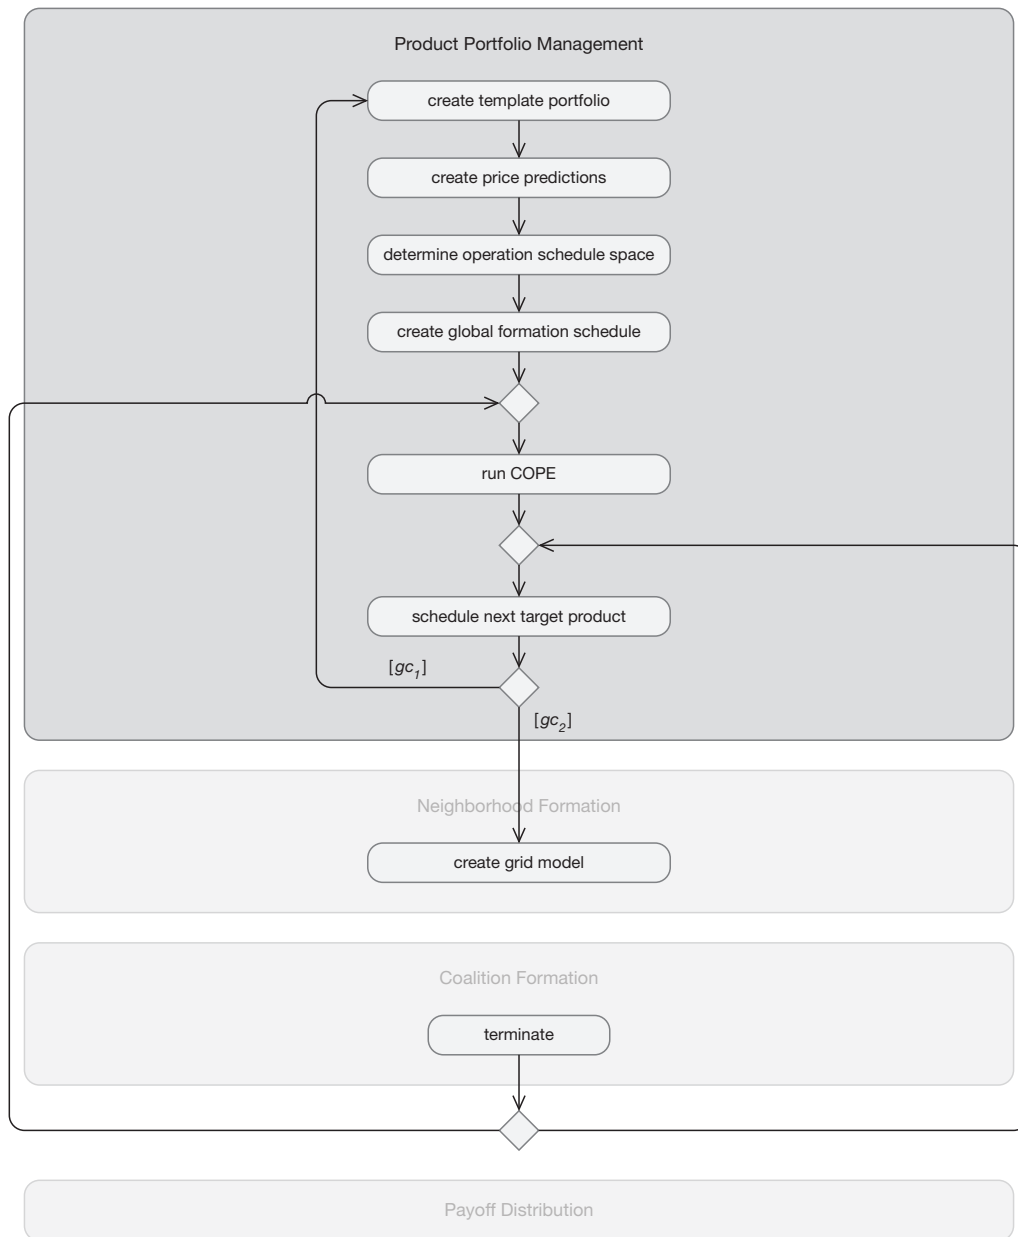 Product Portfolio Management
create template portfolio
create price predictions
determine operation schedule space
create global formation schedule
run COPE
schedule next target product
[gc1]
[gc2]
Neighborhood Formation
create grid model
Coalition Formation
terminate
Payoff Distribution